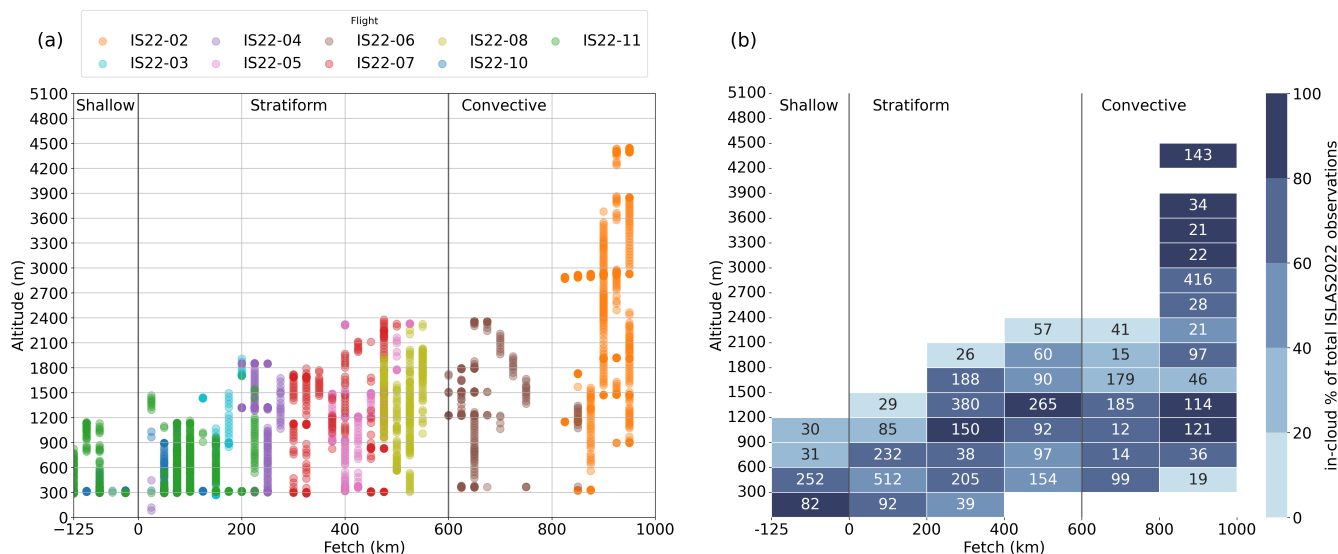 Flight
(a)
IS22-02 IS22-04 IS22-06 IS22-08 IS22-11
IS22-03 IS22-05 IS22-07 IS22-10
Shallow Stratiform Convective
5100
4800
4500
4200
3900
3600
3300
3000
2700
2400
2100
1800
1500
1200
900
600
300
0
Altitude (m)
−125 0 200 400 600 800 1000
Fetch (km)
(b)
Shallow Stratiform Convective
5100
4800
4500
4200
3900
3600
3300
3000
2700
2400
2100
1800
1500
1200
900
600
300
0
Altitude (m)
143
34
21
22
416
28
57 41 21
26 60 15 97
188 90 179 46
29 380 265 185 114
30 85 150 92 12 121
31 232 38 97 14 36
252 512 205 154 99 19
82 92 39
-125 0 200 400 600 800 1000
Fetch (km)
100
80
60
40
20
0
in-cloud % of total ISLAS2022 observations